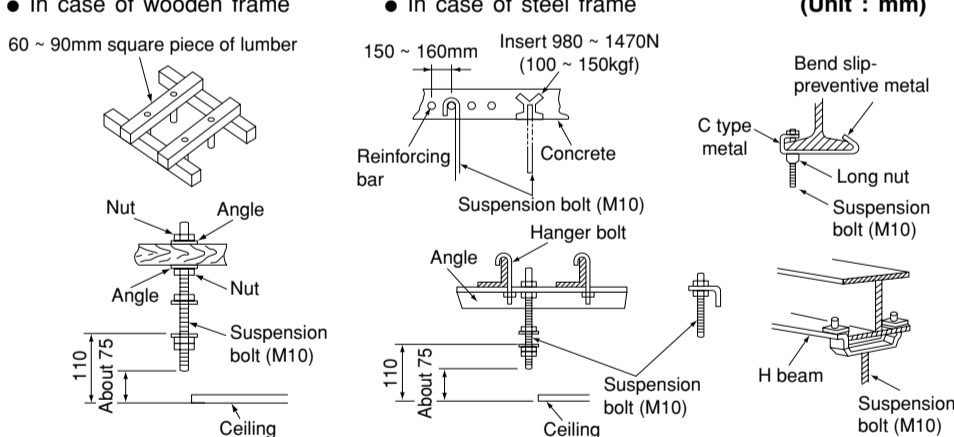 ● In case of wooden frame
60 ~ 90mm square piece of lumber
Nut
Angle
Angle
Nut
Suspension
bolt (M10)
110
About 75
Ceiling
● In case of steel frame
150 ~ 160mm
Insert 980 ~ 1470N
(100 ~ 150kgf)
Reinforcing
bar
Concrete
Suspension bolt (M10)
Hanger bolt
Angle
110
About 75
Suspension
bolt (M10)
Ceiling
(Unit : mm)
Bend slip-
preventive metal
C type
metal
Long nut
Suspension
bolt (M10)
H beam
Suspension
bolt (M10)